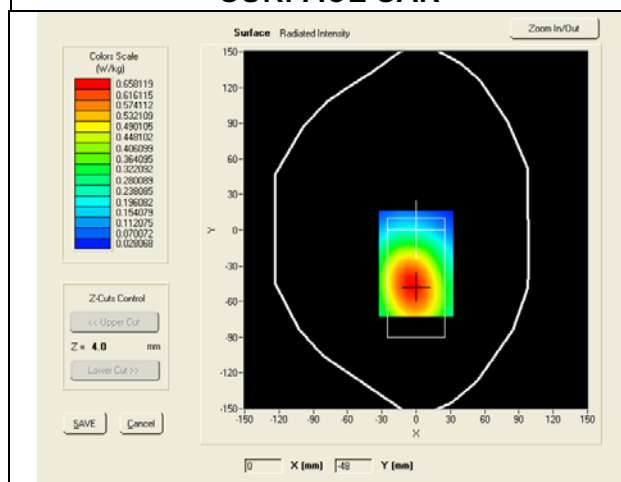 SURFACE SAR
Surface Radiated Intensity
Zoom In/Out
Colors Scale
(W/kg)
0.658119
0.616115
0.574112
0.532109
0.490105
0.448102
0.406099
0.364095
0.322092
0.280089
0.238085
0.196082
0.154079
0.112075
0.070072
0.028068
Z-Cuts Control
<< Upper Cut
Z = 4.0 mm
Lower Cut >>
SAVE
Cancel
150
120
90
60
30
0
-30
-60
-90
-120
-150
Y
-150 -120 -90 -60 -30 0 30 60 90 120 150
X
0 X (mm) -48 Y (mm)